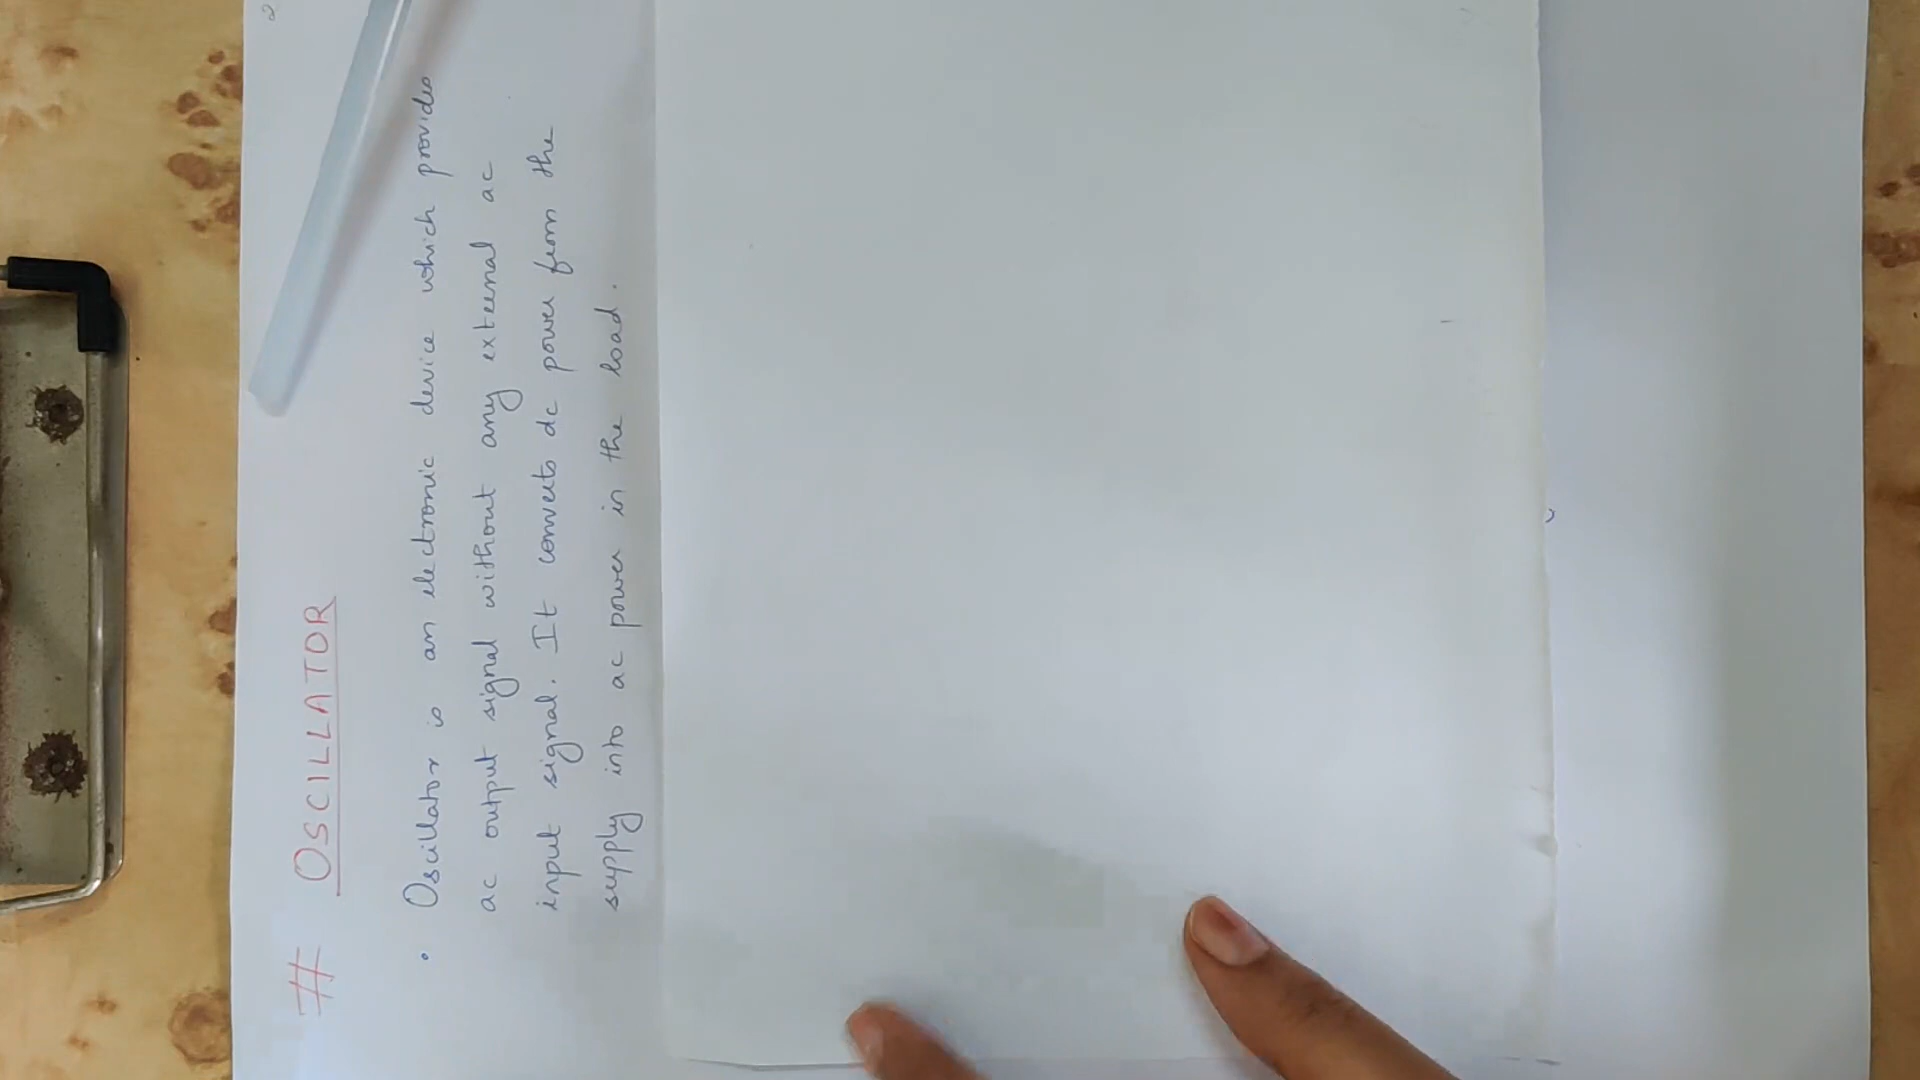 # OSCILLATOR
• Oscillator is an electronic device which provides
ac output signal without any external ac
input signal. It converts dc power from the
supply into ac power in the load.